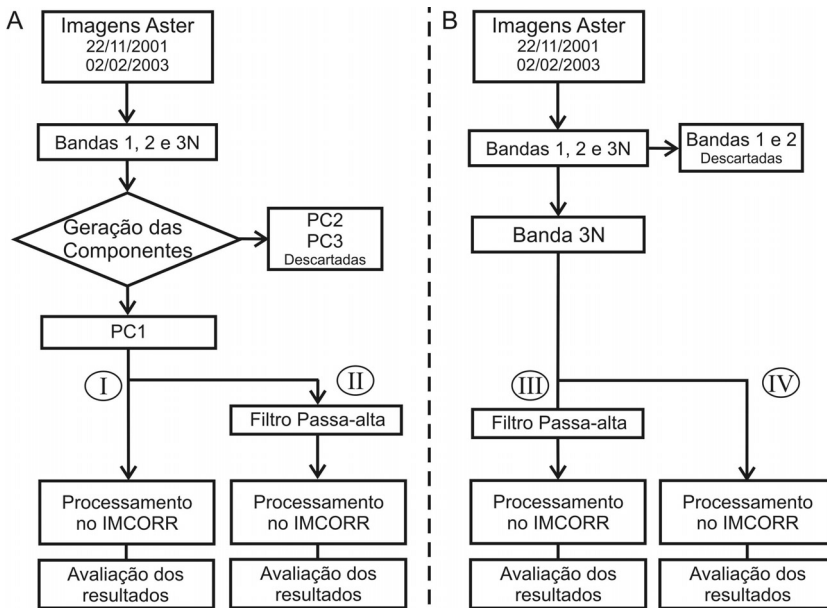 A
Imagens Aster
22/11/2001
02/02/2003
Bandas 1, 2 e 3N
Geração das
Componentes
PC2
PC3
Descartadas
PC1
I
II
Filtro Passa-alta
Processamento
no IMCORR
Processamento
no IMCORR
Avaliação dos
resultados
Avaliação dos
resultados
B
Imagens Aster
22/11/2001
02/02/2003
Bandas 1, 2 e 3N
Bandas 1 e 2
Descartadas
Banda 3N
III
IV
Filtro Passa-alta
Processamento
no IMCORR
Processamento
no IMCORR
Avaliação dos
resultados
Avaliação dos
resultados